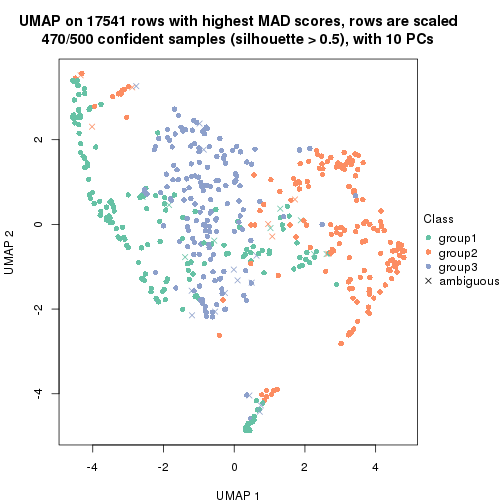 UMAP on 17541 rows with highest MAD scores, rows are scaled
470/500 confident samples (silhouette > 0.5), with 10 PCs
UMAP 2
2
0
-2
-4
-4
-2
0
2
4
UMAP 1
Class
group1
group2
group3
ambiguous